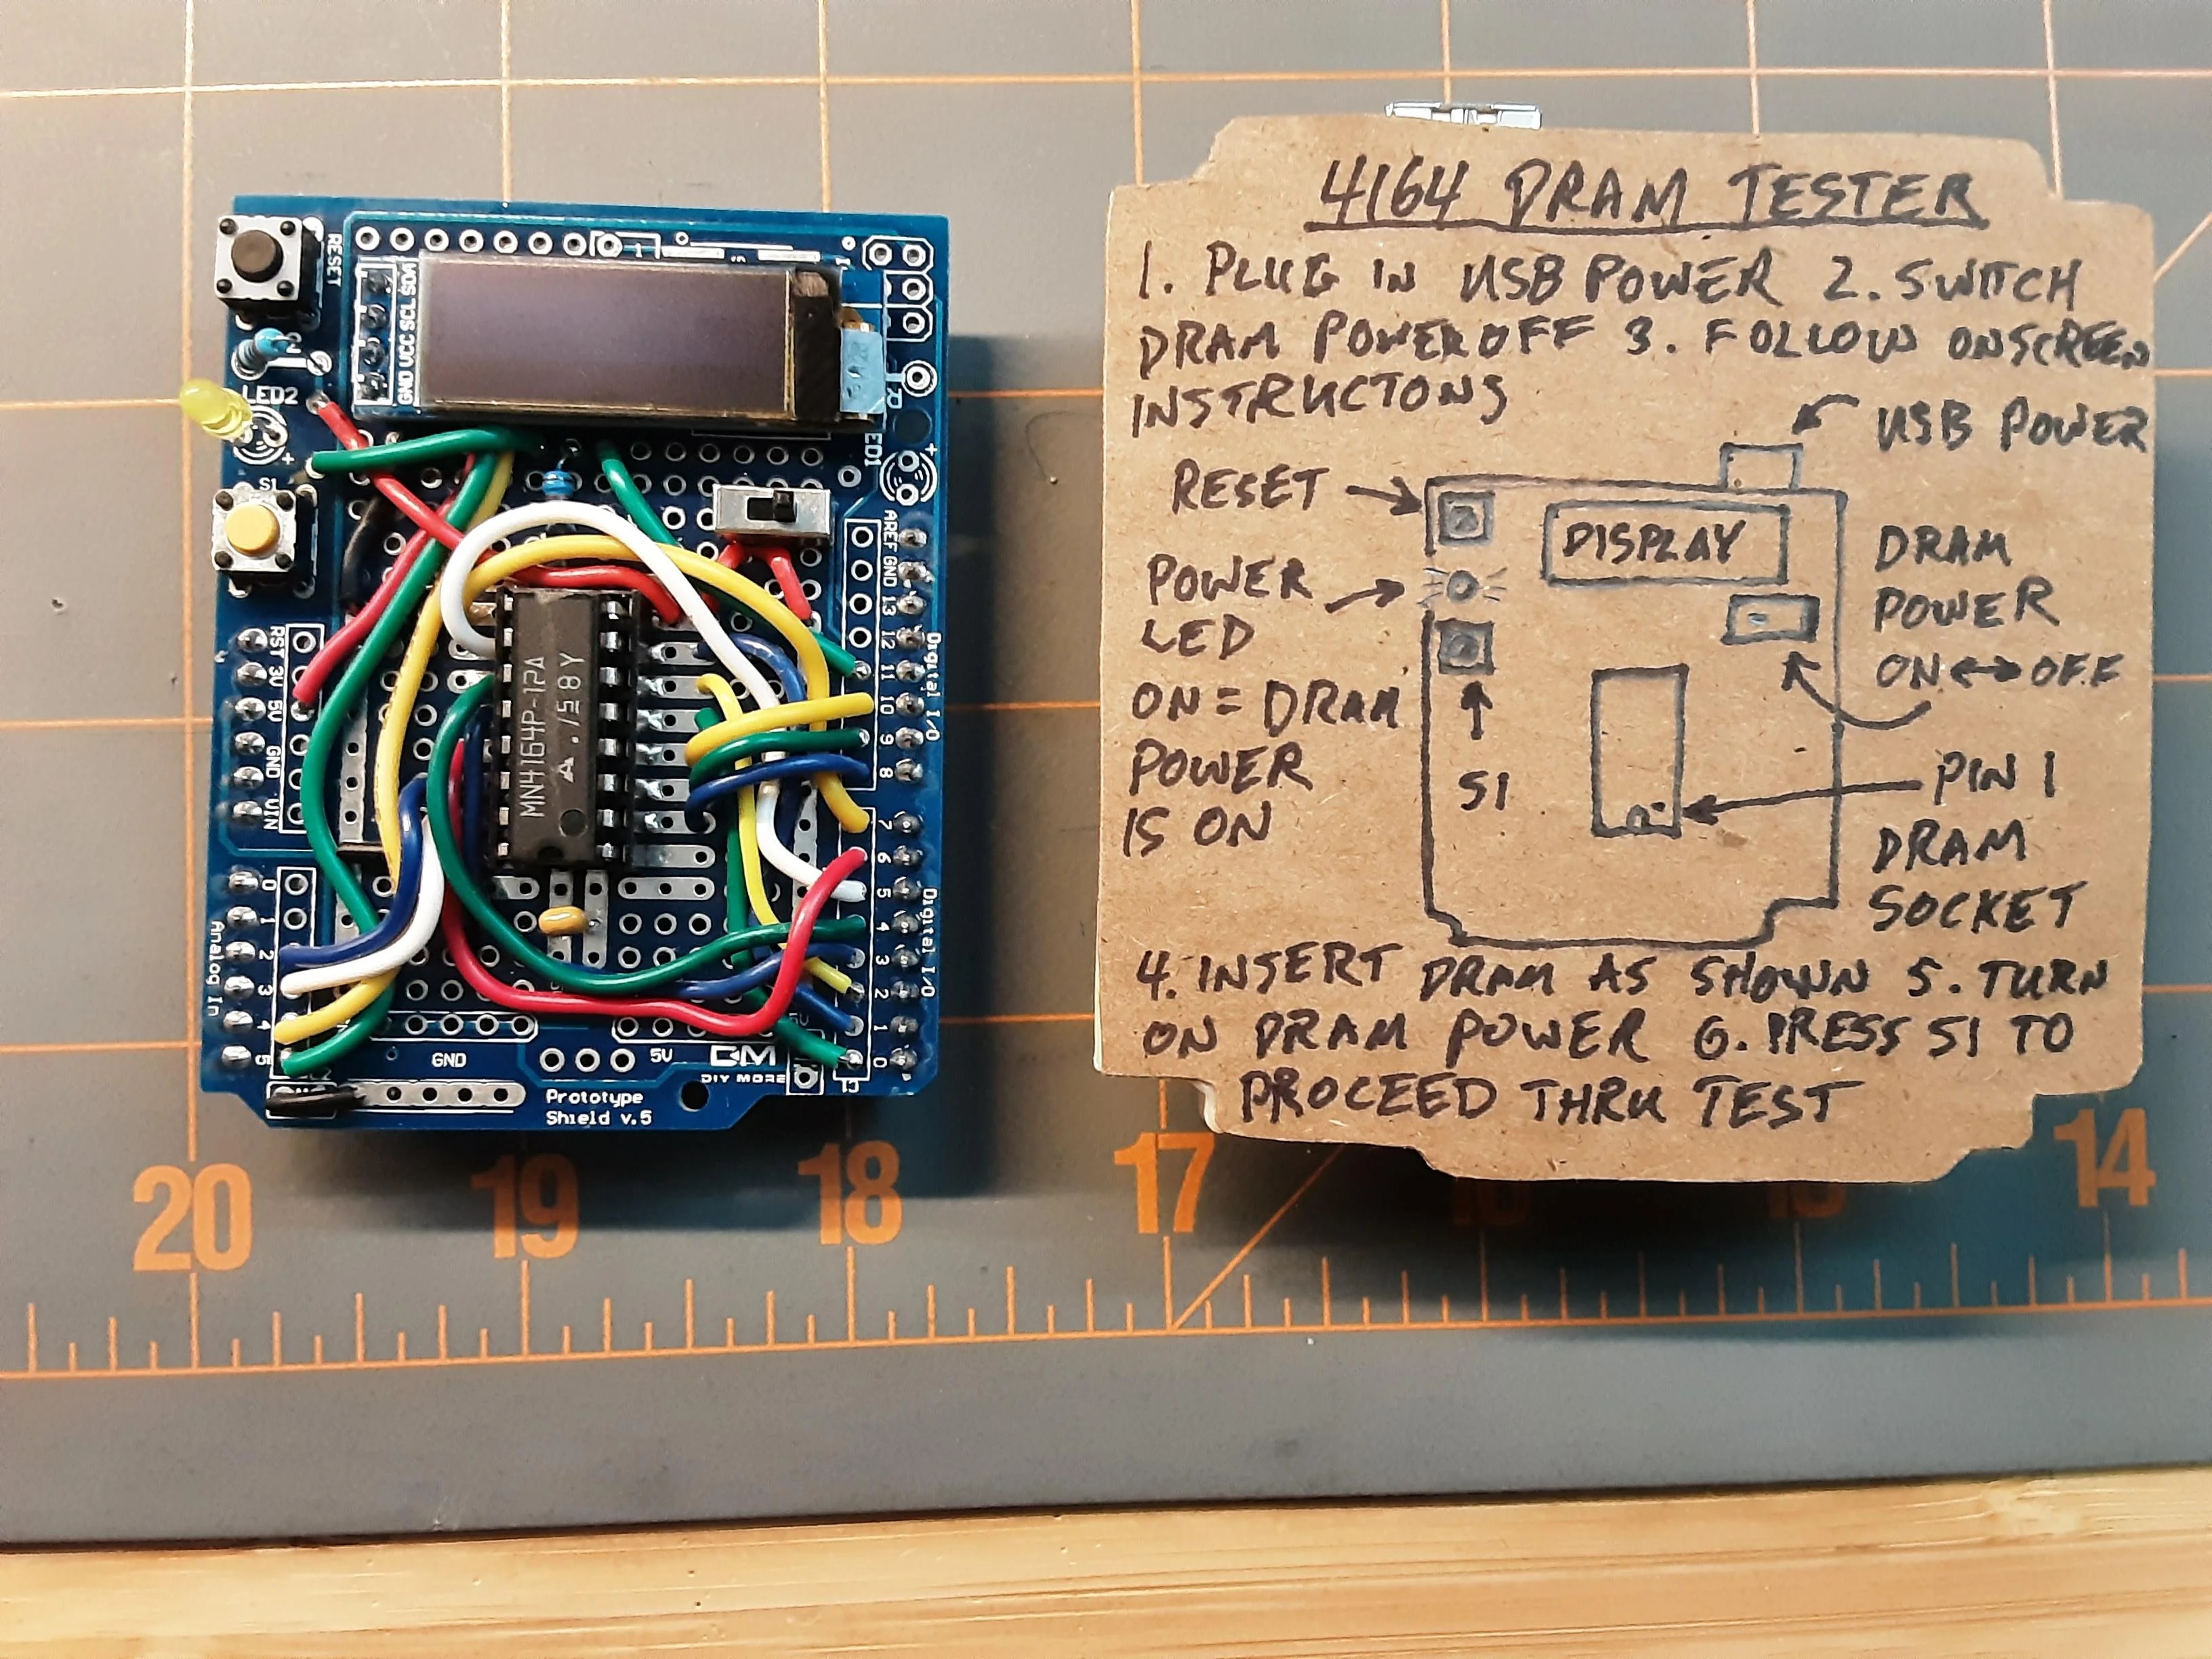 RESET
GND VCC SCL SDA
LED2
S1
ED1
MN4164P-12A
./58Y
AREF
GND
13
12
11
10
9
8
7
6
5
4
3
2
1
0
Digital I/O
Digital I/O
RST
3V
5V
GND
VIN
0
1
2
3
4
5
Analog In
GND
5V
DIY MORE
Prototype
Shield v.5
4164 DRAM TESTER
1. PLUG IN USB POWER 2. SWITCH
DRAM POWER OFF 3. FOLLOW ONSCREEN
INSTRUCTONS
USB POWER
RESET
DISPLAY
DRAM
POWER
ON ↔ OFF
POWER
LED
ON = DRAM
POWER
IS ON
S1
PIN 1
DRAM
SOCKET
4. INSERT DRAM AS SHOWN 5. TURN
ON DRAM POWER 6. PRESS S1 TO
PROCEED THRU TEST
20 19 18 17 16 15 14